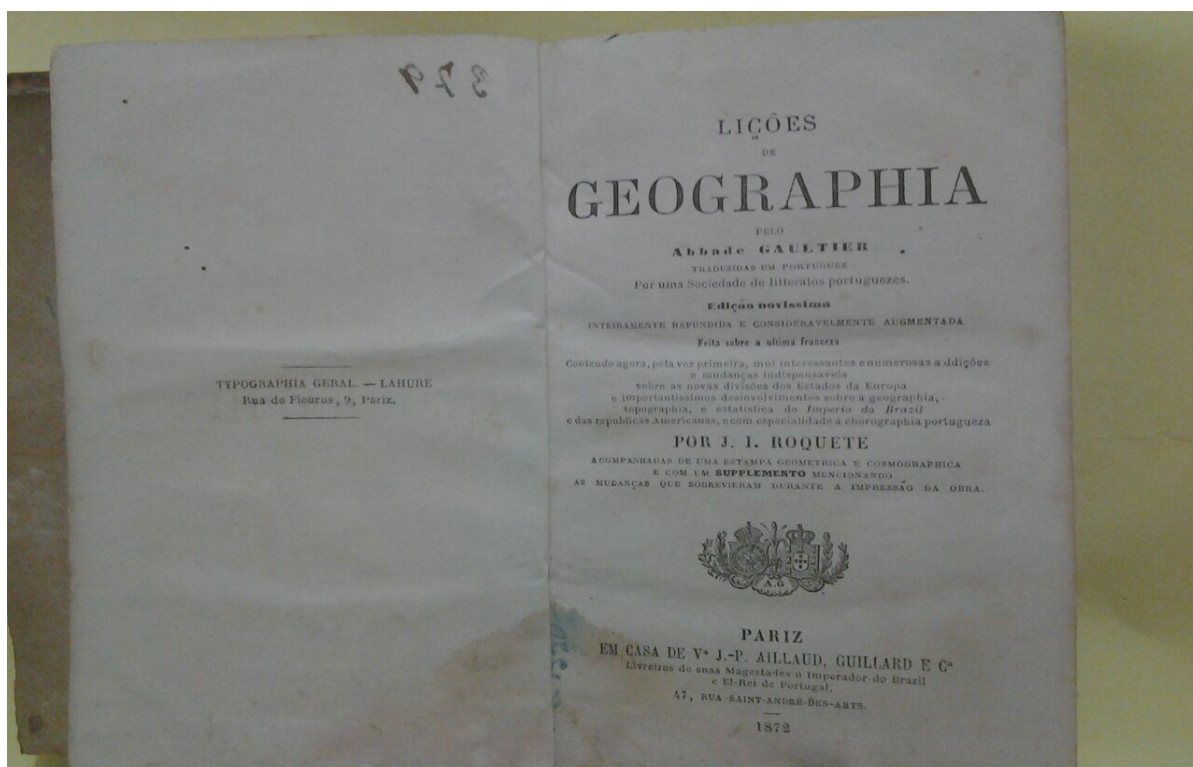 379
TYPOGRAPHIA GERAL. — LAHURE
Rua de Fleurus, 9, Pariz.
LIÇÕES
DE
GEOGRAPHIA
PELO
Abbade GAULTIER
TRADUZIDAS EM PORTUGUEZ
Por uma Sociedade de litteratos portuguezes.
Edição novissima
INTEIRAMENTE REFUNDIDA E CONSIDERAVELMENTE AUGMENTADA
Feita sobre a ultima franceza
Contendo agora, pela vez primeira, mui interessantes e numerosas addições
e mudanças indispensaveis
sobre as novas divisões dos Estados da Europa
e importantissimos desinvolvimentos sobre a geographia,
topographia, e estatistica do Imperio do Brazil
e das republicas Americanas, e com especialidade a chorographia portugueza
POR J. I. ROQUETE
ACOMPANHADAS DE UMA ESTAMPA GEOMETRICA E COSMOGRAPHICA
E COM UM SUPPLEMENTO MENCIONANDO
AS MUDANÇAS QUE SOBREVIERAM DURANTE A IMPRESSÃO DA OBRA.
A.G
PARIZ
EM CASA DE Vª J.-P. AILLAUD, GUILLARD E Cª
Livreiros de suas Magestades o Imperador do Brazil
e El-Rei de Portugal,
47, RUA SAINT-ANDRE-DES-ARTS.
1872